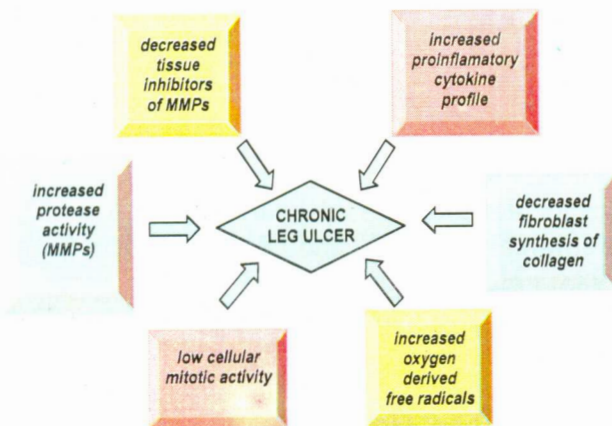 decreased
tissue
inhibitors
of MMPs
increased
proinflamatory
cytokine
profile
increased
protease
activity
(MMPs)
CHRONIC
LEG ULCER
decreased
fibroblast
synthesis of
collagen
low cellular
mitotic activity
increased
oxygen
derived
free radicals